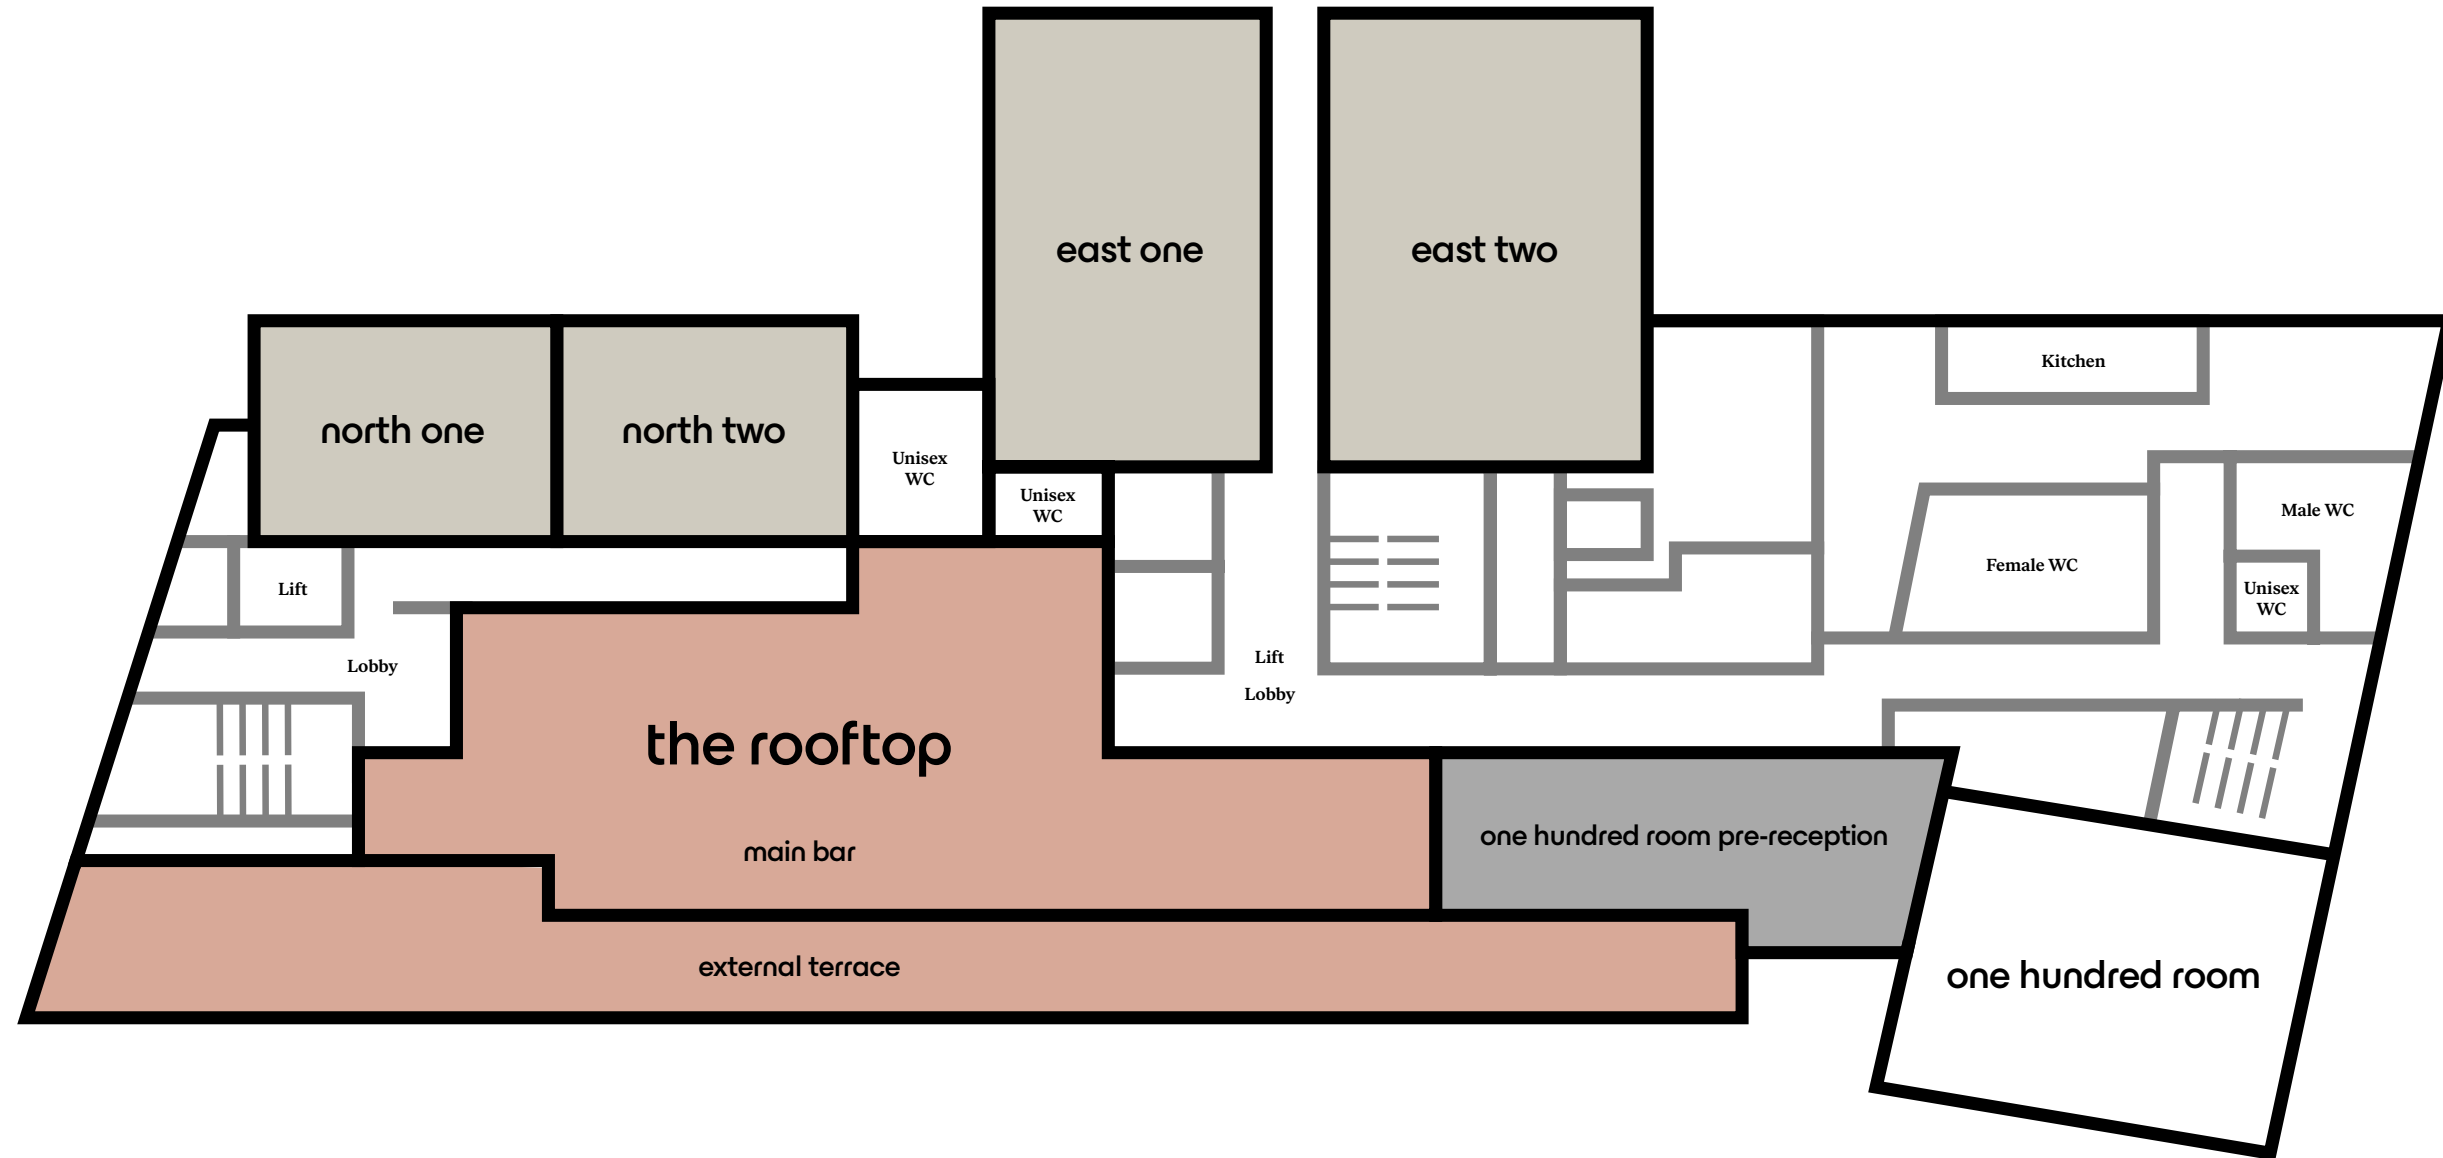 east one
east two
Kitchen
north one
north two
Unisex
WC
Unisex
WC
Male WC
Female WC
Lift
Unisex
WC
Lobby
Lift
Lobby
the rooftop
main bar
one hundred room pre-reception
external terrace
one hundred room